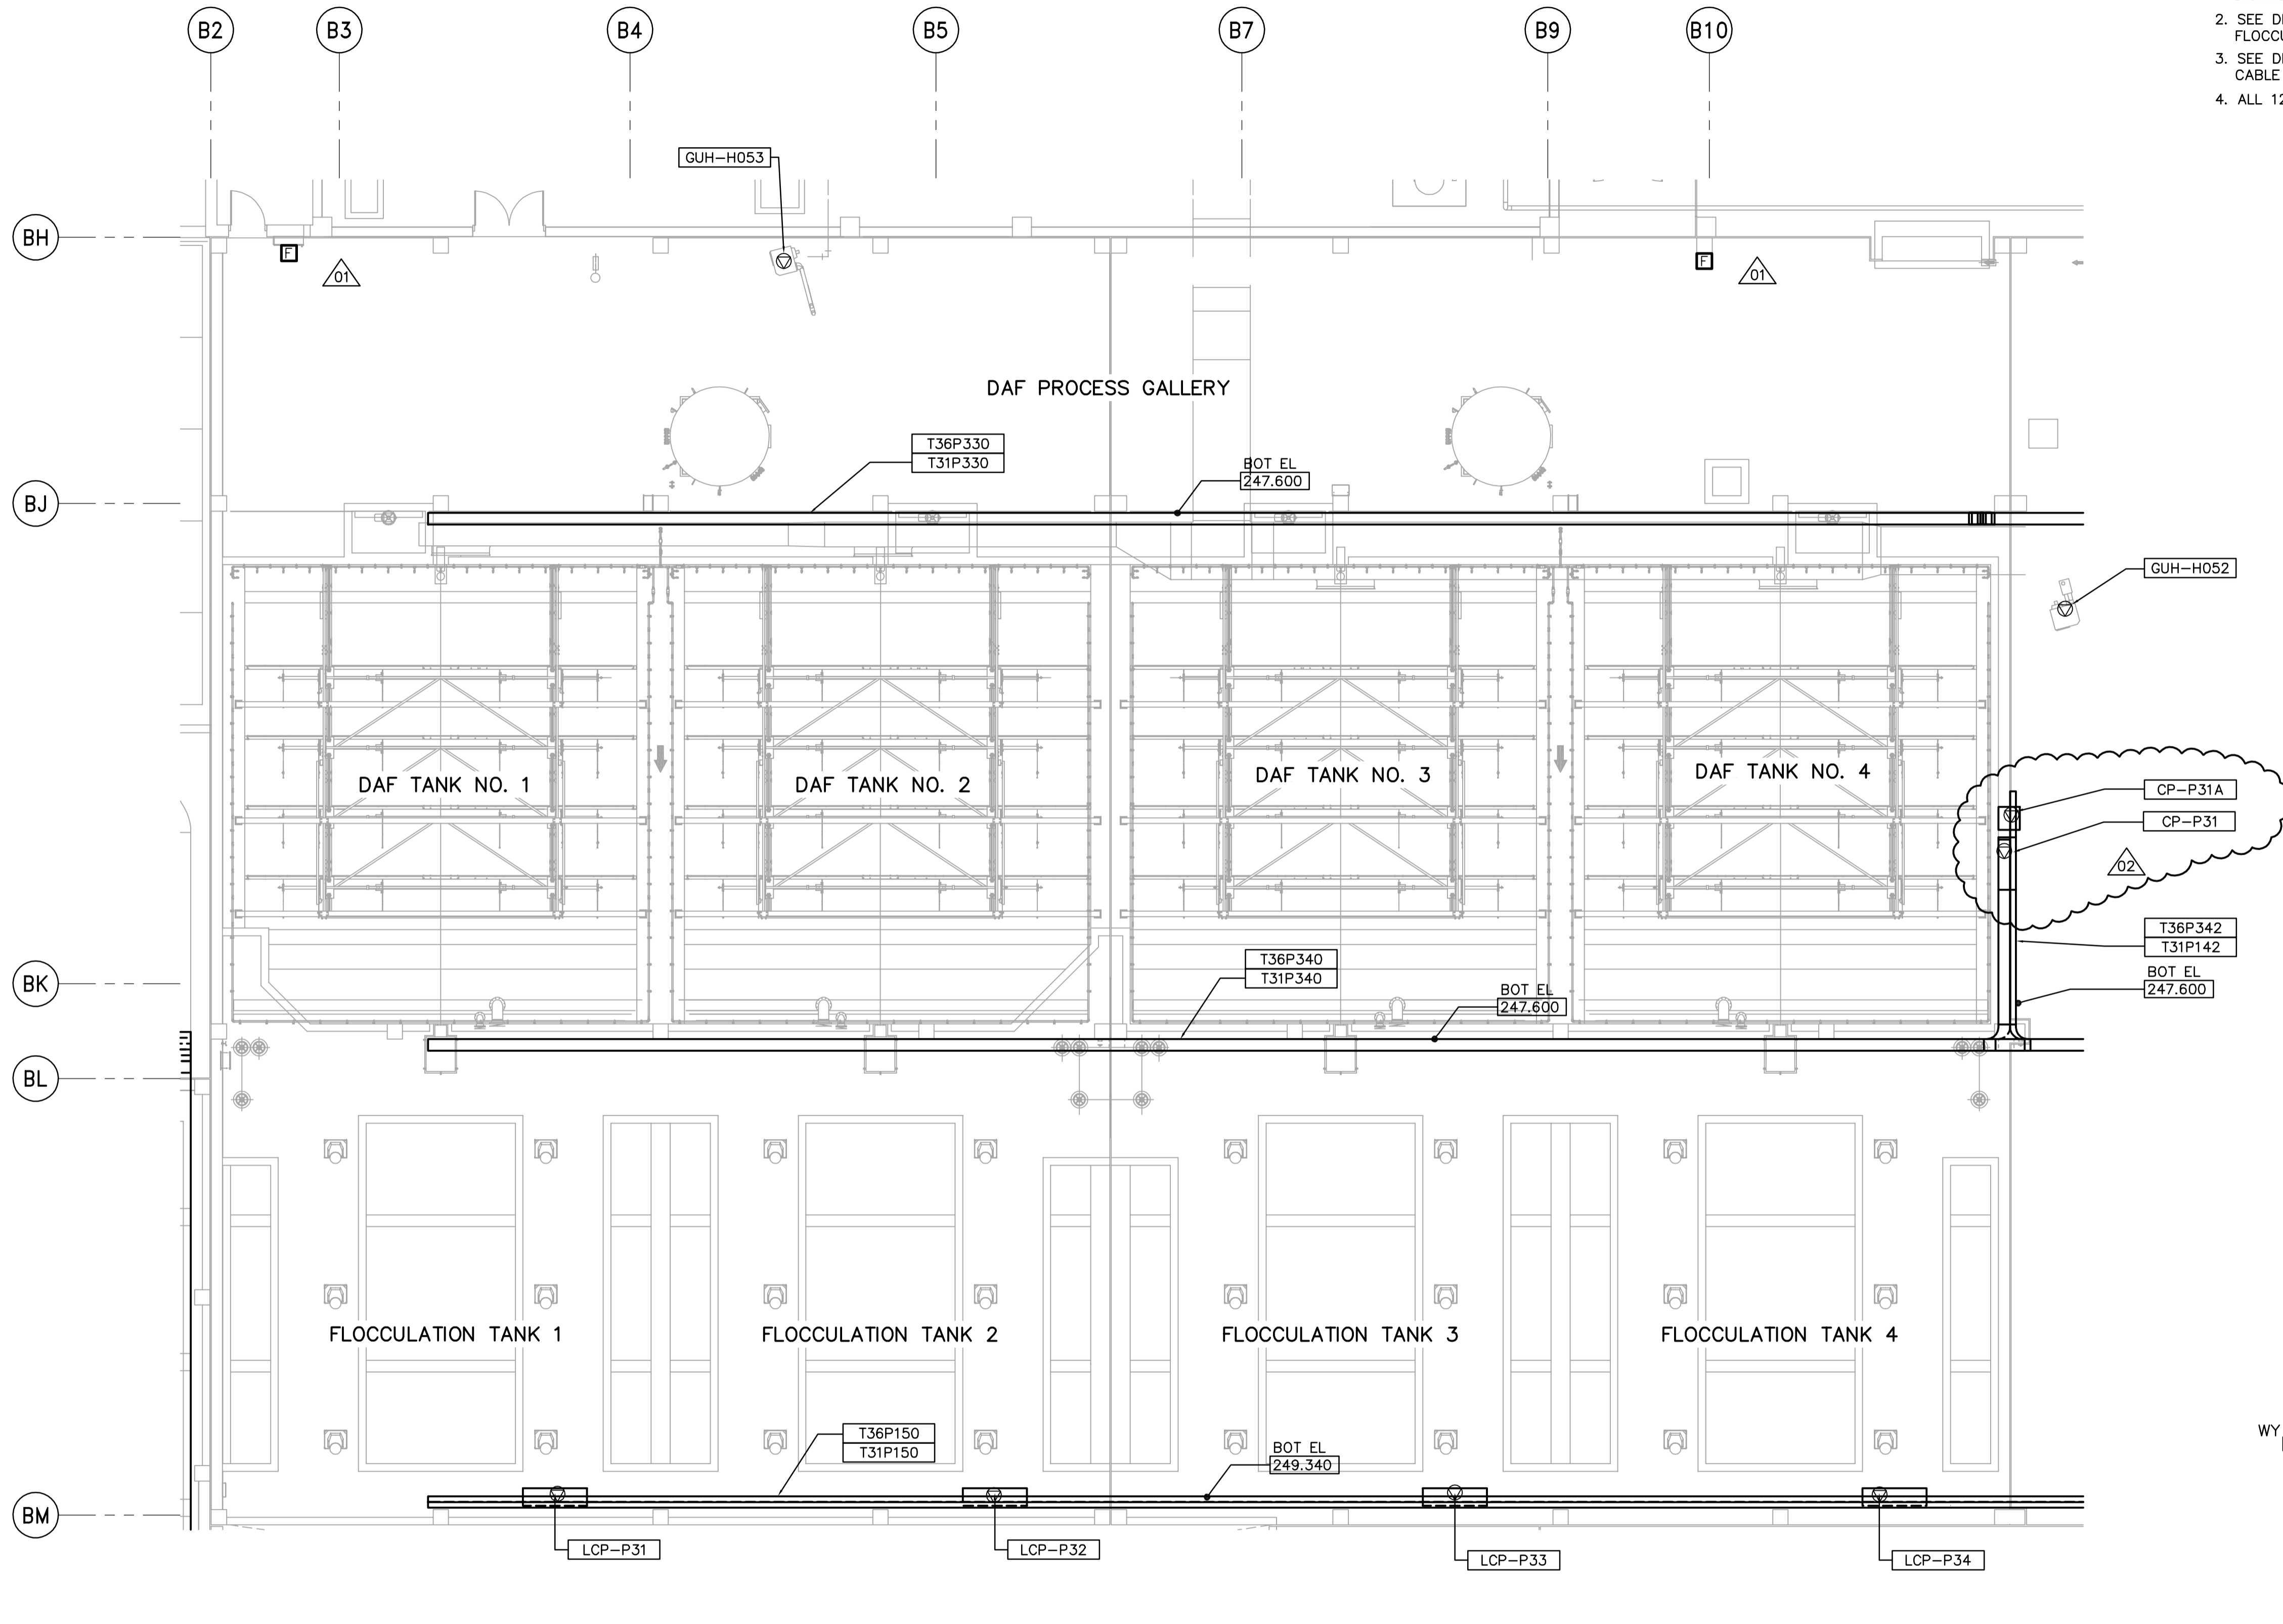 B2
B3
B4
B5
B7
B9
B10
2. SEE
3. SEE
CABLE
4. ALL
GUH-H053
BH
F
01
F
01
DAF PROCESS GALLERY
T36P330
T31P330
BOT EL
247.600
BJ
GUH-H052
DAF TANK NO. 1
DAF TANK NO. 2
DAF TANK NO. 3
DAF TANK NO. 4
CP-P31A
CP-P31
02
T36P342
T31P142
BOT EL
247.600
T36P340
T31P340
BOT EL
247.600
BK
BL
FLOCCULATION TANK 1
FLOCCULATION TANK 2
FLOCCULATION TANK 3
FLOCCULATION TANK 4
T36P150
T31P150
BOT EL
249.340
WY
BM
LCP-P31
LCP-P32
LCP-P33
LCP-P34